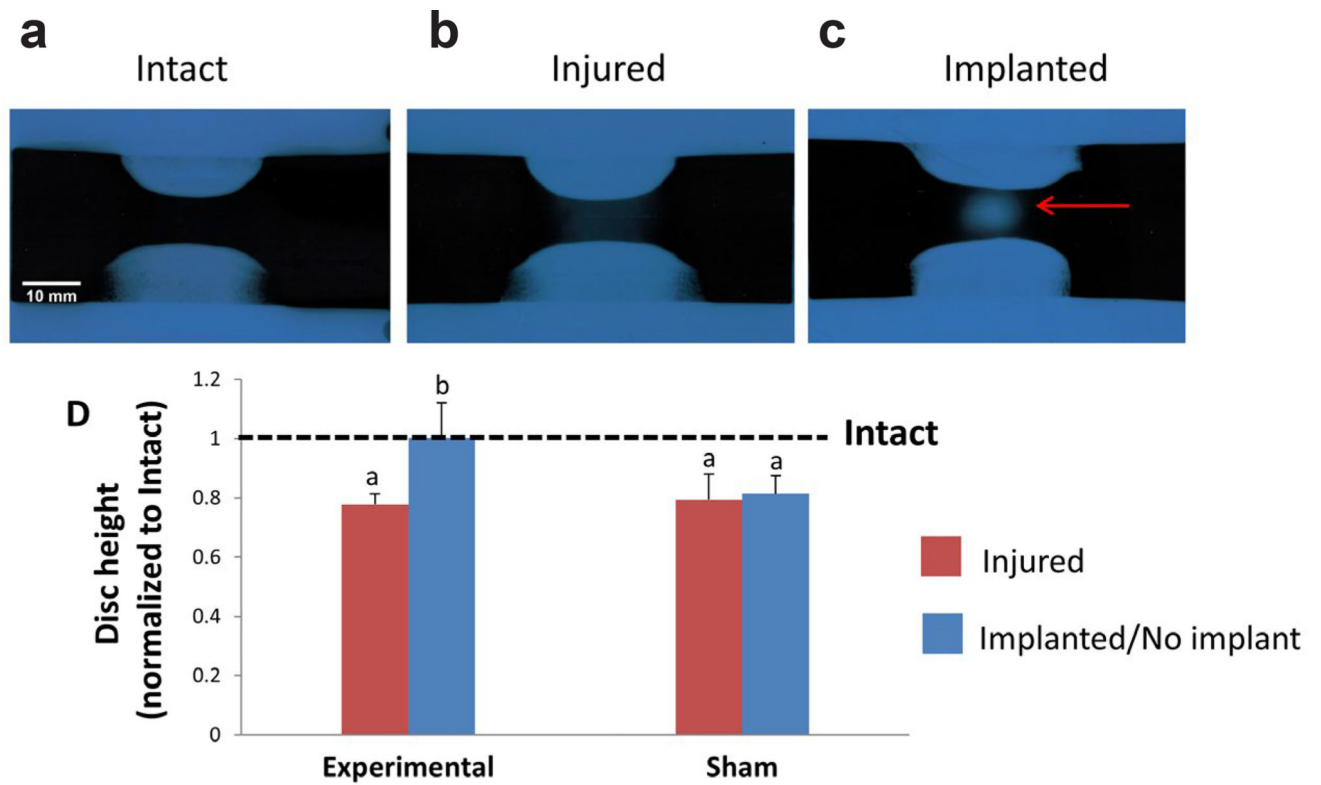 a
Intact
b
Injured
c
Implanted
10 mm
D
Disc height
(normalized to Intact)
1.2
1
0.8
0.6
0.4
0.2
0
a
b
a
a
Intact
Injured
Implanted/No implant
Experimental
Sham